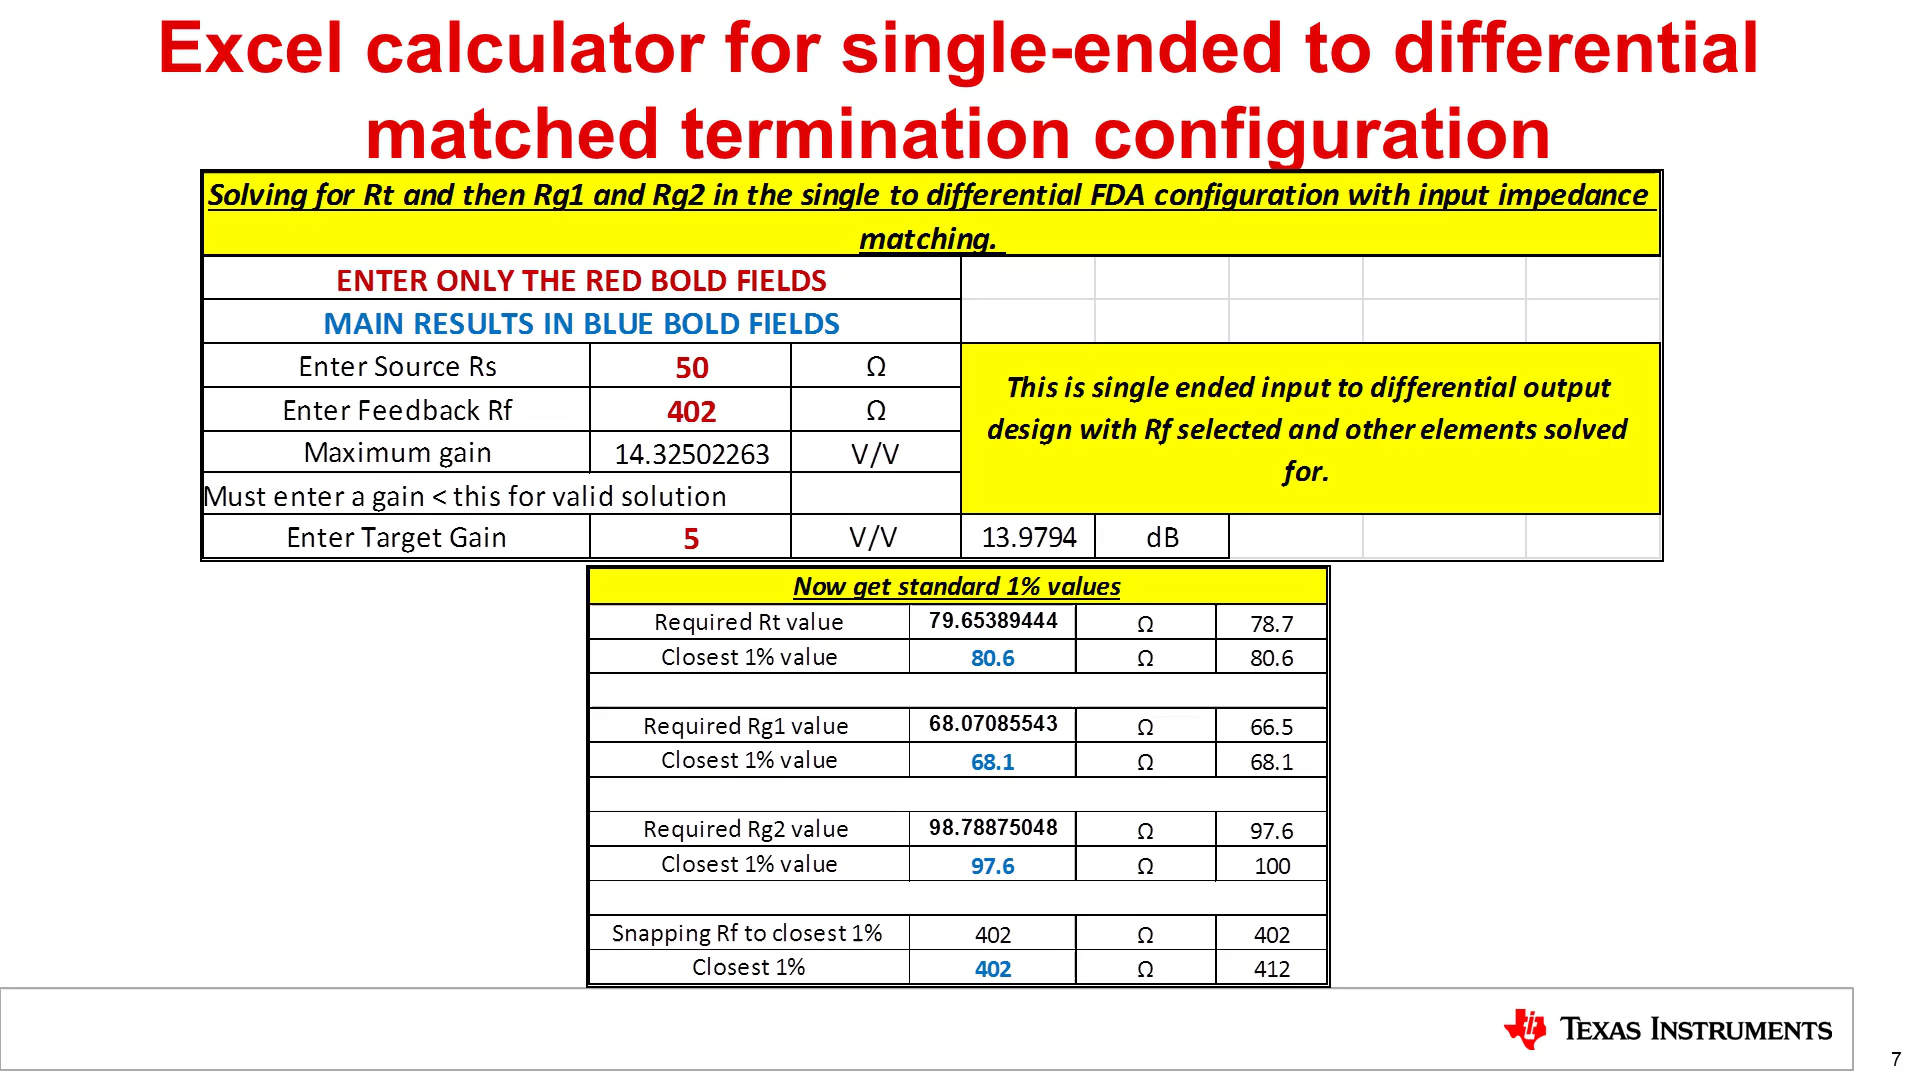 Excel calculator for single-ended to differential
matched termination configuration
Solving for Rt and then Rg1 and Rg2 in the single to differential FDA configuration with input impedance
matching.
ENTER ONLY THE RED BOLD FIELDS
MAIN RESULTS IN BLUE BOLD FIELDS
Enter Source Rs 50 Ω
Enter Feedback Rf 402 Ω
Maximum gain 14.32502263 V/V
Must enter a gain < this for valid solution
This is single ended input to differential output
design with Rf selected and other elements solved
for.
Enter Target Gain 5 V/V 13.9794 dB
Now get standard 1% values
Required Rt value 79.65389444 Ω 78.7
Closest 1% value 80.6 Ω 80.6
Required Rg1 value 68.07085543 Ω 66.5
Closest 1% value 68.1 Ω 68.1
Required Rg2 value 98.78875048 Ω 97.6
Closest 1% value 97.6 Ω 100
Snapping Rf to closest 1% 402 Ω 402
Closest 1% 402 Ω 412
TEXAS INSTRUMENTS
7